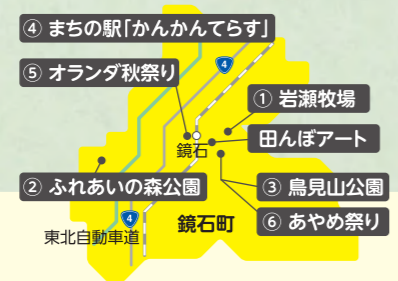 ④ まちの駅「かんかんてらす」
4
⑤ オランダ秋祭り
① 岩瀬牧場
鏡石
田んぼアート
② ふれあいの森公園
③ 鳥見山公園
4
鏡石町
⑥ あやめ祭り
東北自動車道